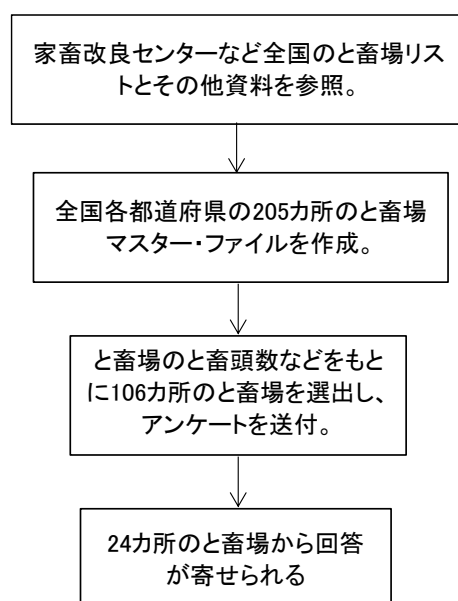 家畜改良センターなど全国のと畜場リス
トとその他資料を参照。
全国各都道府県の205カ所のと畜場
マスター・ファイルを作成。
と畜場のと畜頭数などをもと
に106カ所のと畜場を選出し、
アンケートを送付。
24カ所のと畜場から回答
が寄せられる